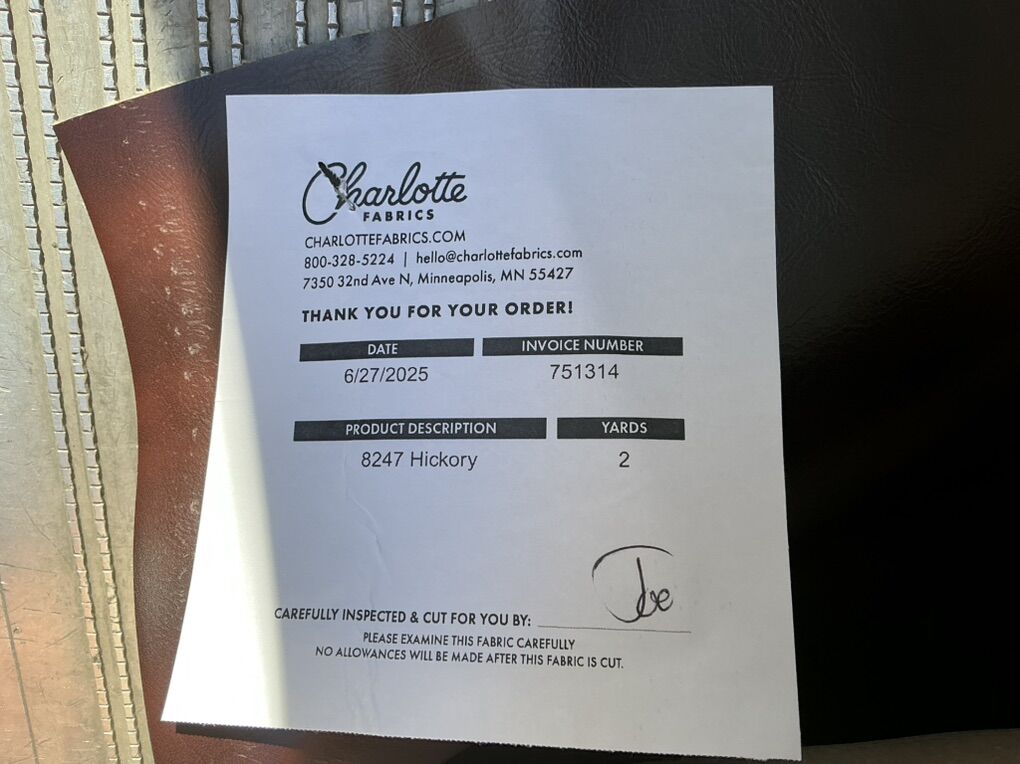 Charlotte
FABRICS
CHARLOTTEFABRICS.COM
800-328-5224 | hello@charlottefabrics.com
7350 32nd Ave N, Minneapolis, MN 55427
THANK YOU FOR YOUR ORDER!
DATE INVOICE NUMBER
6/27/2025 751314
PRODUCT DESCRIPTION YARDS
8247 Hickory 2
CAREFULLY INSPECTED & CUT FOR YOU BY: Joe
PLEASE EXAMINE THIS FABRIC CAREFULLY
NO ALLOWANCES WILL BE MADE AFTER THIS FABRIC IS CUT.